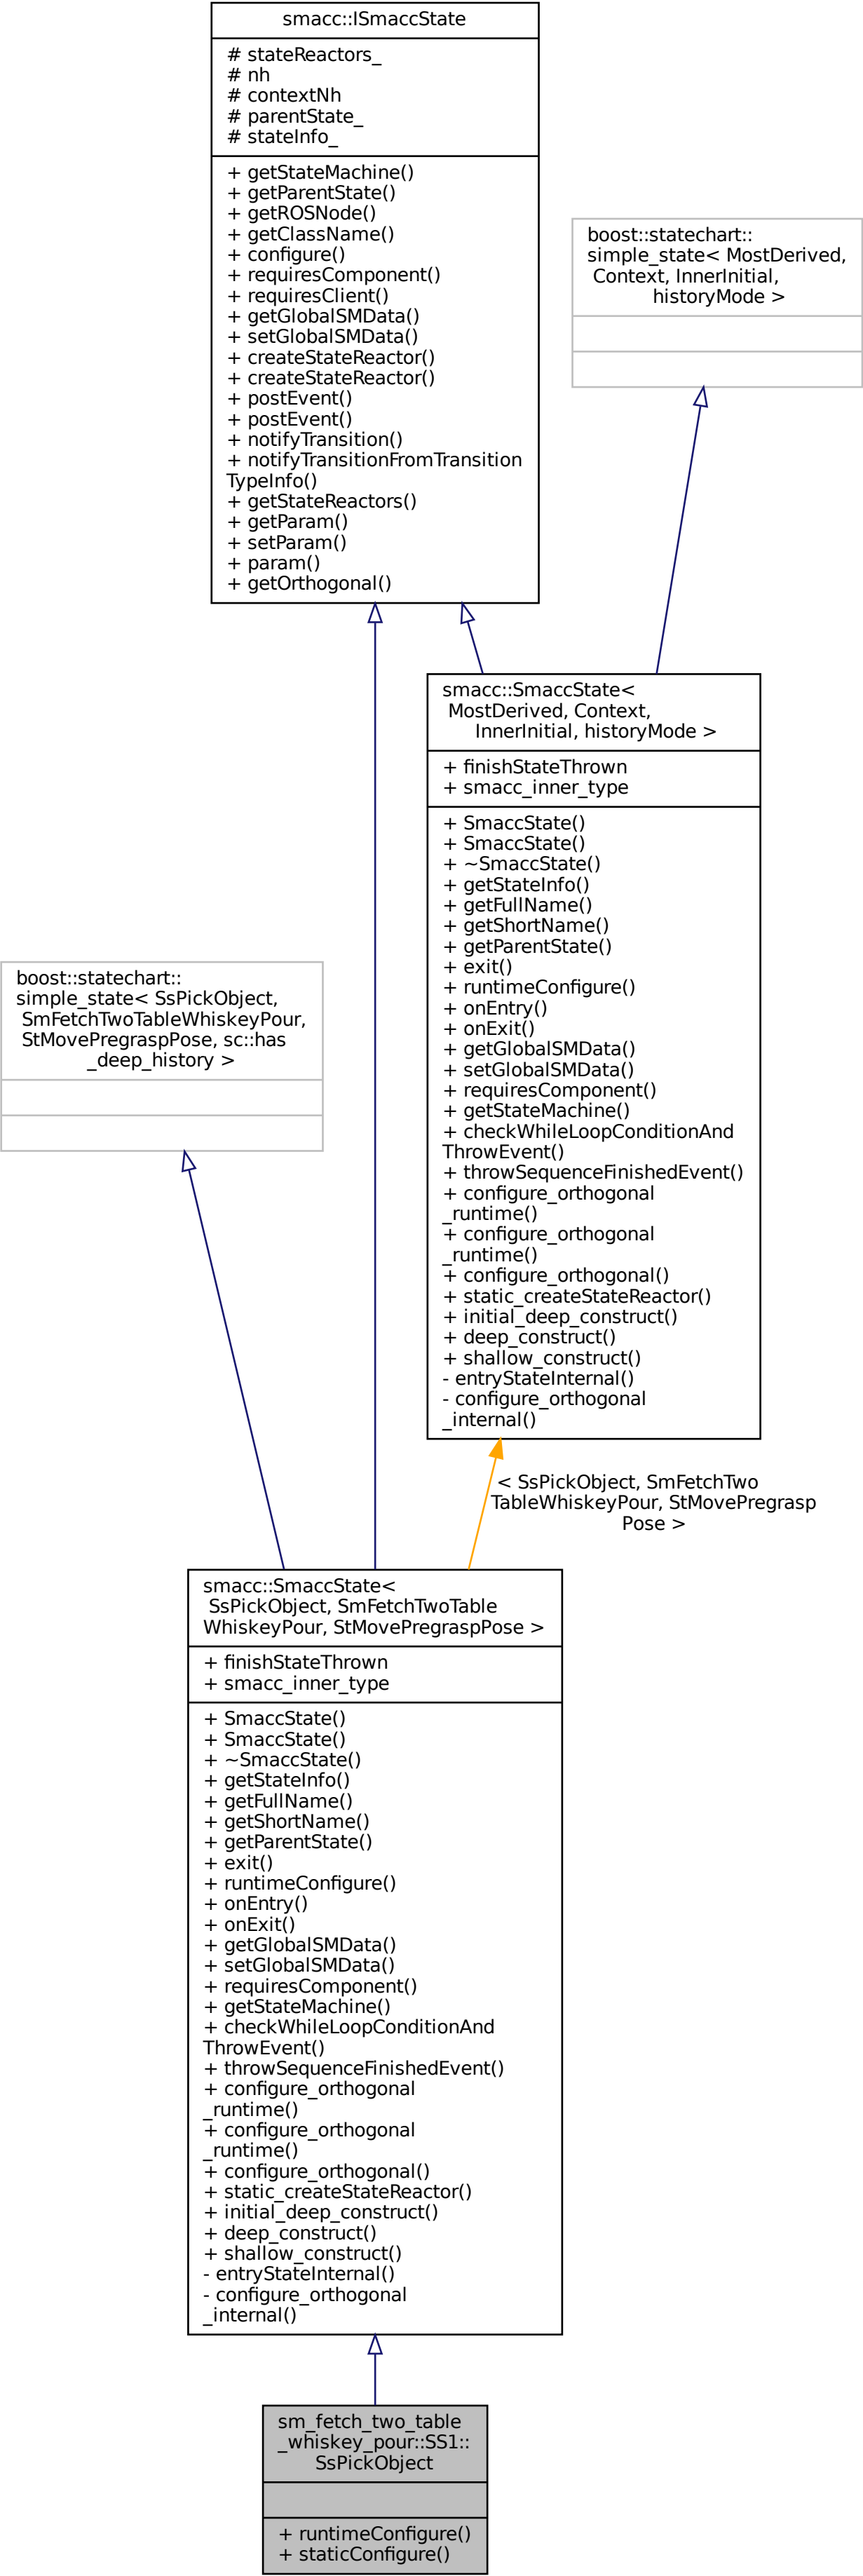 smacc::ISmaccState
# stateReactors_
# nh
# contextNh
# parentState_
# stateInfo_
+ getStateMachine()
+ getParentState()
+ getROSNode()
+ getClassName()
+ configure()
+ requiresComponent()
+ requiresClient()
+ getGlobalSMData()
+ setGlobalSMData()
+ createStateReactor()
+ createStateReactor()
+ postEvent()
+ postEvent()
+ notifyTransition()
+ notifyTransitionFromTransition
TypeInfo()
+ getStateReactors()
+ getParam()
+ setParam()
+ param()
+ getOrthogonal()
boost::statechart::
simple_state< MostDerived,
Context, InnerInitial,
historyMode >
smacc::SmaccState<
MostDerived, Context,
InnerInitial, historyMode >
+ finishStateThrown
+ smacc_inner_type
+ SmaccState()
+ SmaccState()
+ ~SmaccState()
+ getStateInfo()
+ getFullName()
+ getShortName()
+ getParentState()
+ exit()
+ runtimeConfigure()
+ onEntry()
+ onExit()
+ getGlobalSMData()
+ setGlobalSMData()
+ requiresComponent()
+ getStateMachine()
+ checkWhileLoopConditionAnd
ThrowEvent()
+ throwSequenceFinishedEvent()
+ configure_orthogonal
_runtime()
+ configure_orthogonal
_runtime()
+ configure_orthogonal()
+ static_createStateReactor()
+ initial_deep_construct()
+ deep_construct()
+ shallow_construct()
- entryStateInternal()
- configure_orthogonal
_internal()
boost::statechart::
simple_state< SsPickObject,
SmFetchTwoTableWhiskeyPour,
StMovePregraspPose, sc::has
_deep_history >
< SsPickObject, SmFetchTwo
TableWhiskeyPour, StMovePregrasp
Pose >
smacc::SmaccState<
SsPickObject, SmFetchTwoTable
WhiskeyPour, StMovePregraspPose >
+ finishStateThrown
+ smacc_inner_type
+ SmaccState()
+ SmaccState()
+ ~SmaccState()
+ getStateInfo()
+ getFullName()
+ getShortName()
+ getParentState()
+ exit()
+ runtimeConfigure()
+ onEntry()
+ onExit()
+ getGlobalSMData()
+ setGlobalSMData()
+ requiresComponent()
+ getStateMachine()
+ checkWhileLoopConditionAnd
ThrowEvent()
+ throwSequenceFinishedEvent()
+ configure_orthogonal
_runtime()
+ configure_orthogonal
_runtime()
+ configure_orthogonal()
+ static_createStateReactor()
+ initial_deep_construct()
+ deep_construct()
+ shallow_construct()
- entryStateInternal()
- configure_orthogonal
_internal()
sm_fetch_two_table
_whiskey_pour::SS1::
SsPickObject
+ runtimeConfigure()
+ staticConfigure()